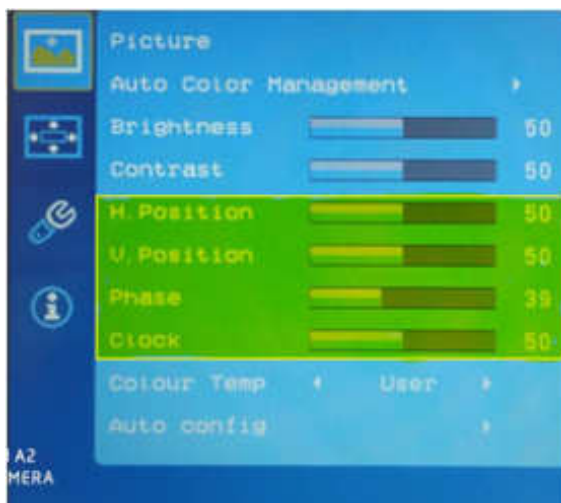 Picture
Auto Color Management
Brightness 50
Contrast 50
H.Position 50
V.Position 50
Phase 39
Clock 50
Colour Temp User
Auto config
A2
MERA